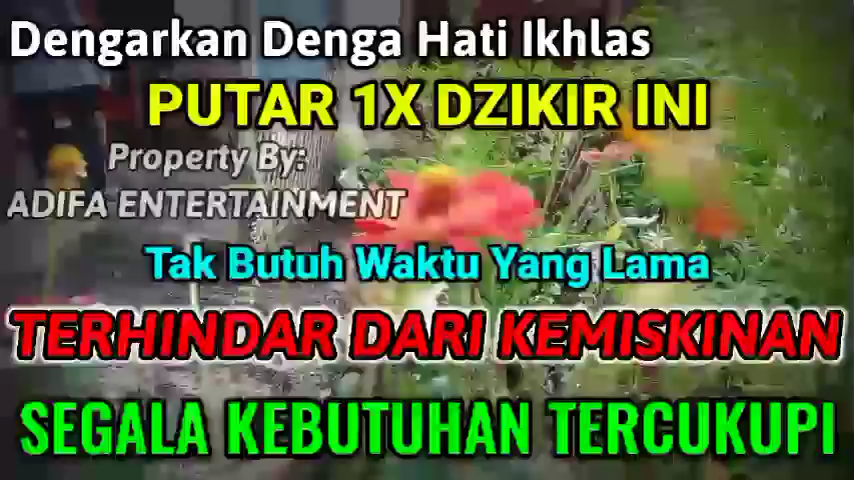 Dengarkan Denga Hati Ikhlas
PUTAR 1X DZIKIR INI
Property By:
ADIFA ENTERTAINMENT
Tak Butuh Waktu Yang Lama
TERHINDAR DARI KEMISKINAN
SEGALA KEBUTUHAN TERCUKUPI